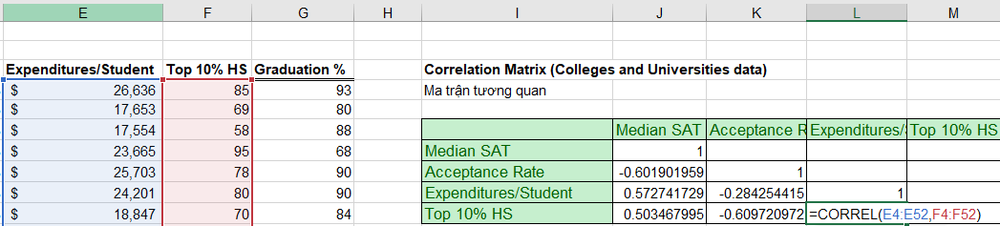 E F G H I J K L M
Expenditures/Student Top 10% HS Graduation % Correlation Matrix (Colleges and Universities data)
$ 26,636 85 93 Ma trận tương quan
$ 17,653 69 80
$ 17,554 58 88 Median SAT Acceptance R Expenditures/ Top 10% HS
$ 23,665 95 68 Median SAT 1
$ 25,703 78 90 Acceptance Rate -0.601901959 1
$ 24,201 80 90 Expenditures/Student 0.572741729 -0.284254415 1
$ 18,847 70 84 Top 10% HS 0.503467995 -0.609720972 =CORREL(E4:E52,F4:F52)